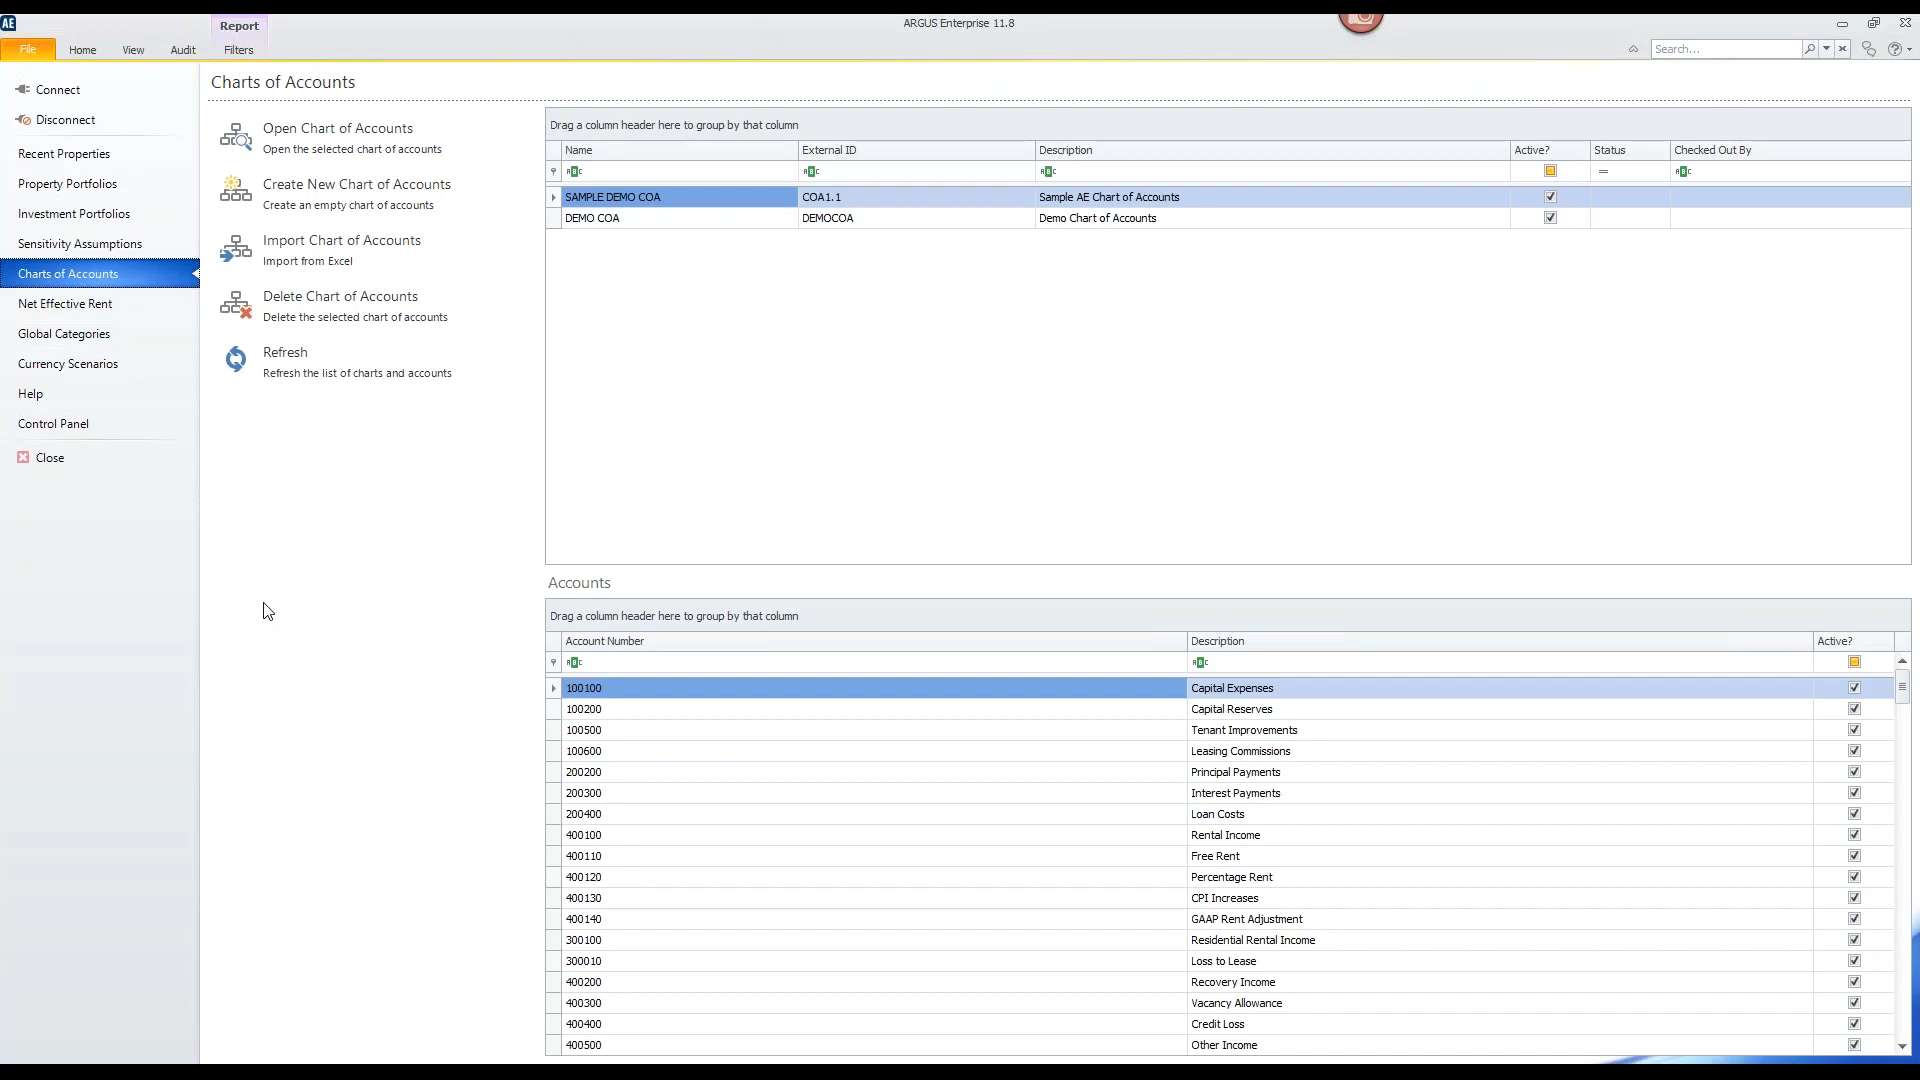 AE
Report
ARGUS Enterprise 11.8
File
Home
View
Audit
Filters
Search...
Connect
Disconnect
Recent Properties
Property Portfolios
Investment Portfolios
Sensitivity Assumptions
Charts of Accounts
Net Effective Rent
Global Categories
Currency Scenarios
Help
Control Panel
Close
Charts of Accounts
Open Chart of Accounts
Open the selected chart of accounts
Create New Chart of Accounts
Create an empty chart of accounts
Import Chart of Accounts
Import from Excel
Delete Chart of Accounts
Delete the selected chart of accounts
Refresh
Refresh the list of charts and accounts
Drag a column header here to group by that column
Name External ID Description Active? Status Checked Out By
ABC ABC ABC = ABC
SAMPLE DEMO COA COA1.1 Sample AE Chart of Accounts
DEMO COA DEMOCOA Demo Chart of Accounts
Accounts
Drag a column header here to group by that column
Account Number Description Active?
ABC ABC
100100 Capital Expenses
100200 Capital Reserves
100500 Tenant Improvements
100600 Leasing Commissions
200200 Principal Payments
200300 Interest Payments
200400 Loan Costs
400100 Rental Income
400110 Free Rent
400120 Percentage Rent
400130 CPI Increases
400140 GAAP Rent Adjustment
300100 Residential Rental Income
300010 Loss to Lease
400200 Recovery Income
400300 Vacancy Allowance
400400 Credit Loss
400500 Other Income